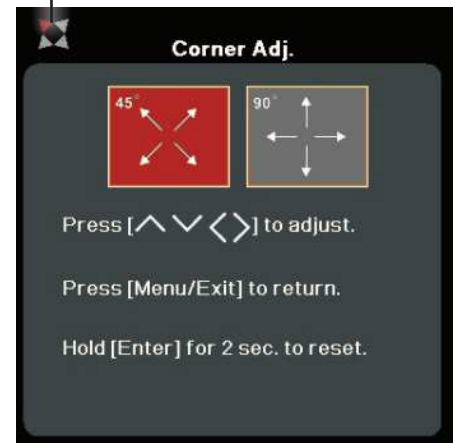 Corner Adj.
45° 90°
Press [∧∨<>] to adjust.
Press [Menu/Exit] to return.
Hold [Enter] for 2 sec. to reset.